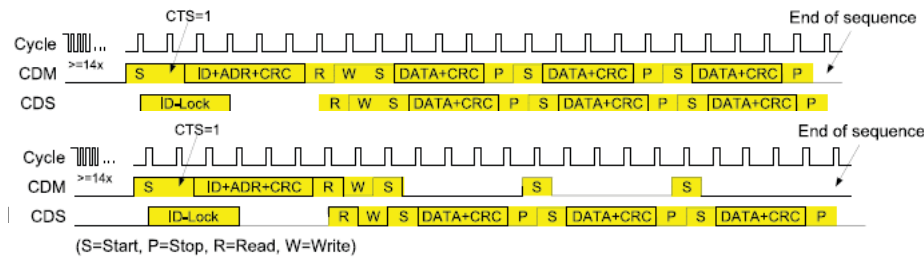 CTS=1 End of sequence
Cycle ...
>=14x
CDM S ID+ADR+CRC R W S DATA+CRC P S DATA+CRC P S DATA+CRC P
CDS ID-Lock R W S DATA+CRC P S DATA+CRC P S DATA+CRC P
CTS=1 End of sequence
Cycle ...
>=14x
CDM S ID+ADR+CRC R W S S S
CDS ID-Lock R W S DATA+CRC P S DATA+CRC P S DATA+CRC P
(S=Start, P=Stop, R=Read, W=Write)